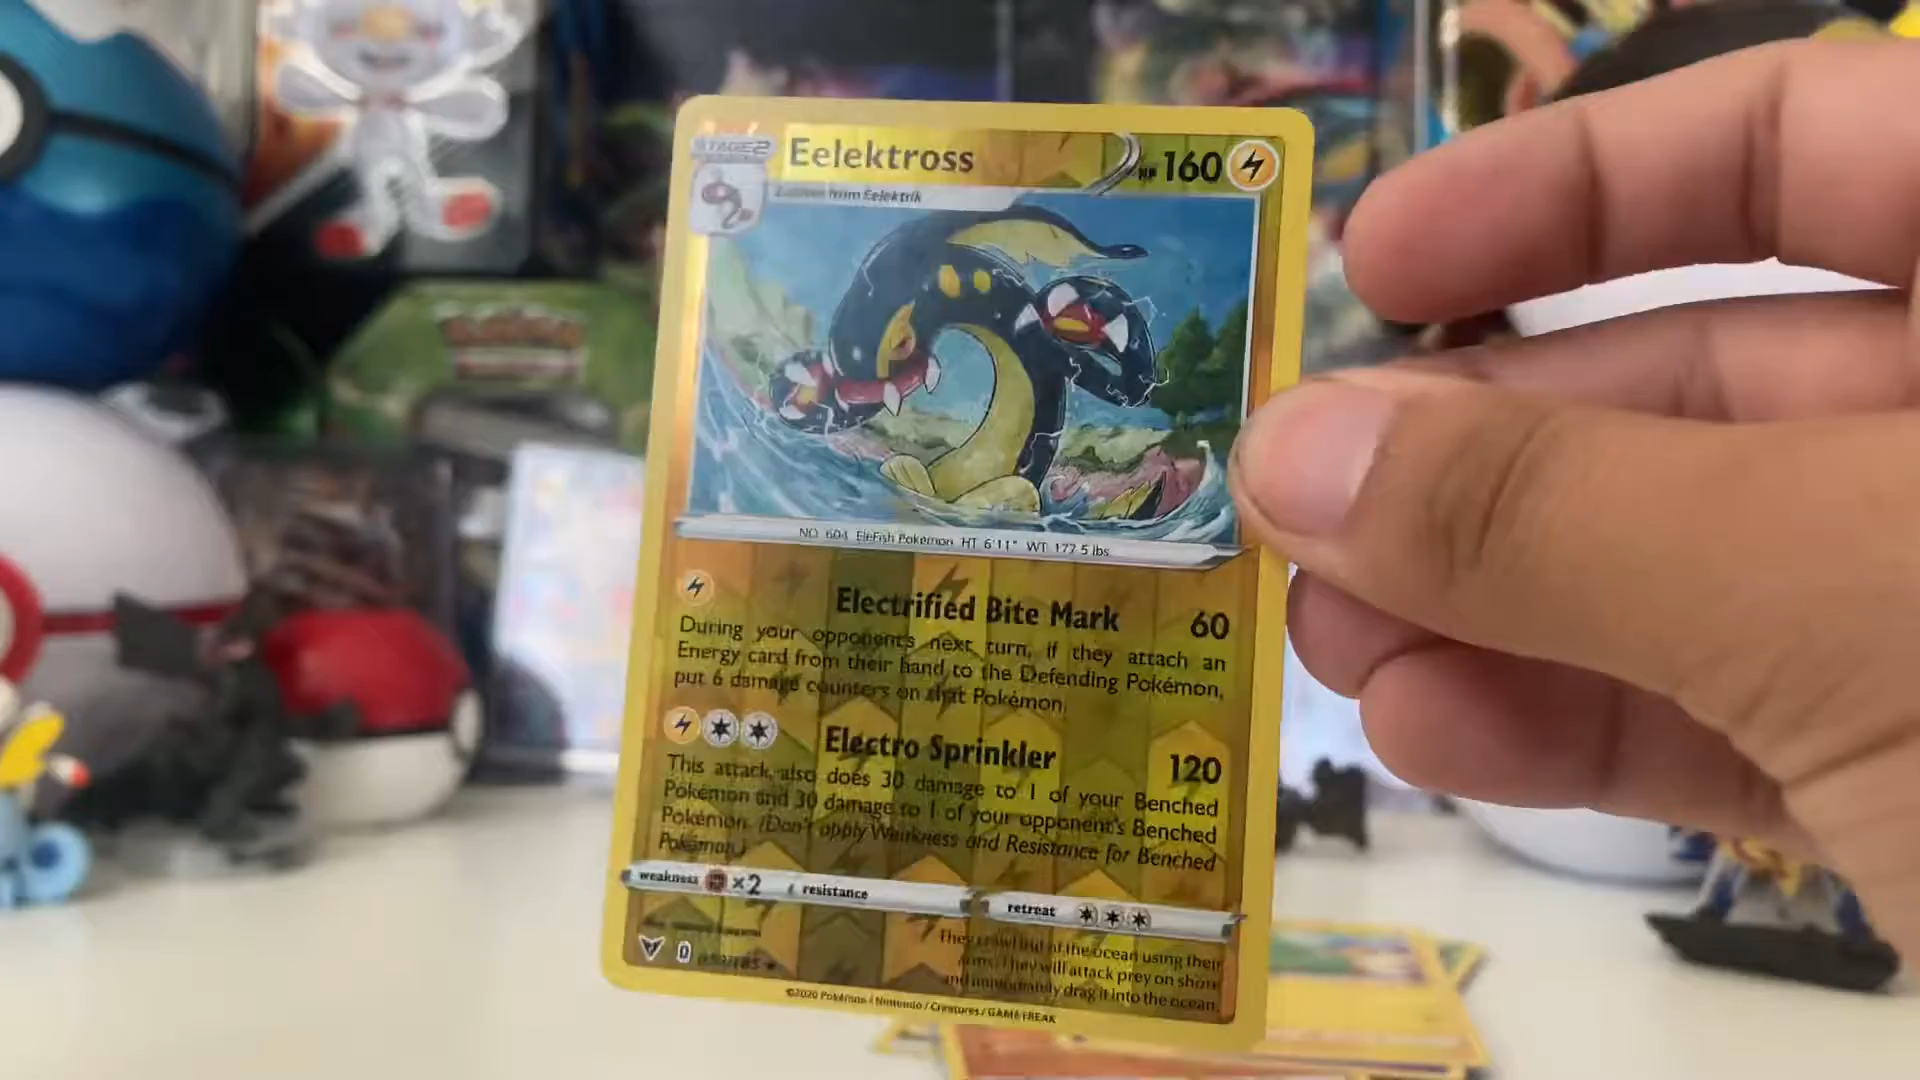 STAGE 2
Eelektross
HP 160
Evolves from Eelektrik
NO. 604 EleFish Pokémon HT 6'11" WT 177.5 lbs
Electrified Bite Mark 60
During your opponent's next turn, if they attach an
Energy card from their hand to the Defending Pokémon,
put 6 damage counters on that Pokémon.
Electro Sprinkler 120
This attack also does 30 damage to 1 of your Benched
Pokémon and 30 damage to 1 of your opponent's Benched
Pokémon. (Don't apply Weakness and Resistance for Benched
Pokémon.)
weakness ×2 resistance
retreat
They crawl out of the ocean using their
arms. They will attack prey on shore
and immediately drag it into the ocean.
D
/185
©2020 Pokémon / Nintendo / Creatures / GAME FREAK